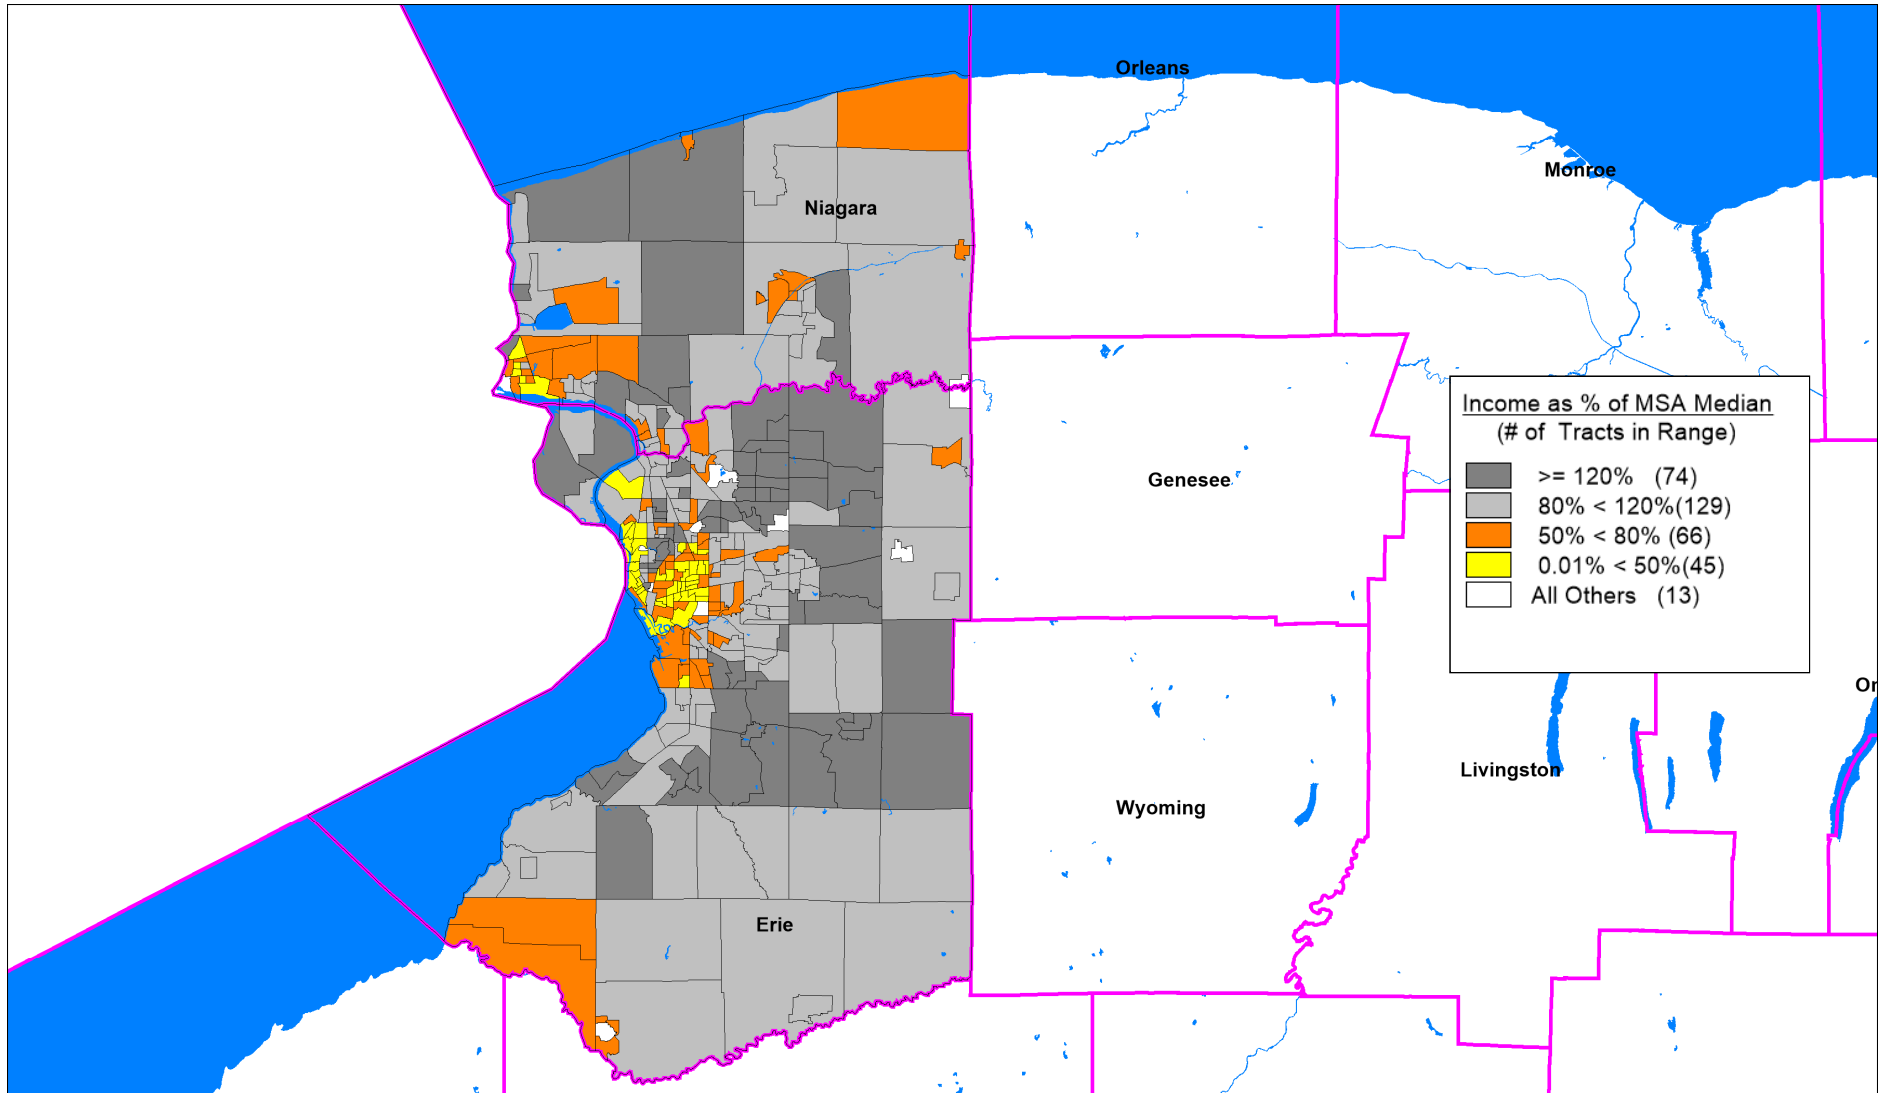 Orleans
Monroe
Niagara
Income as % of MSA Median
(# of Tracts in Range)
>= 120% (74)
80% < 120%(129)
50% < 80% (66)
0.01% < 50%(45)
All Others (13)
Genesee
Or
Livingston
Wyoming
Erie